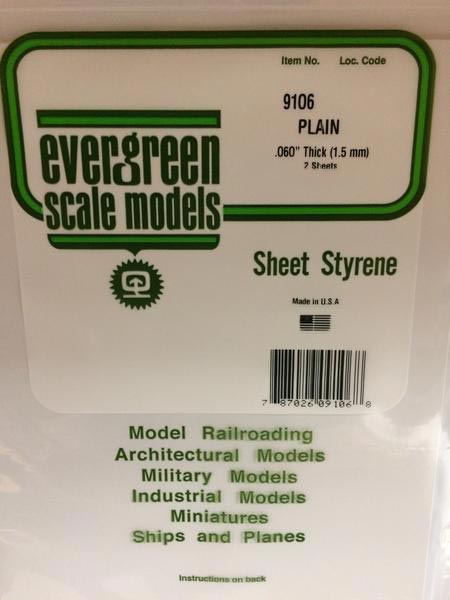 Item No. Loc. Code
9106
PLAIN
.060" Thick (1.5 mm)
2 Sheets
evergreen
scale models
Sheet Styrene
Made in U.S.A
7 87026 09106 8
Model Railroading
Architectural Models
Military Models
Industrial Models
Miniatures
Ships and Planes
Instructions on back